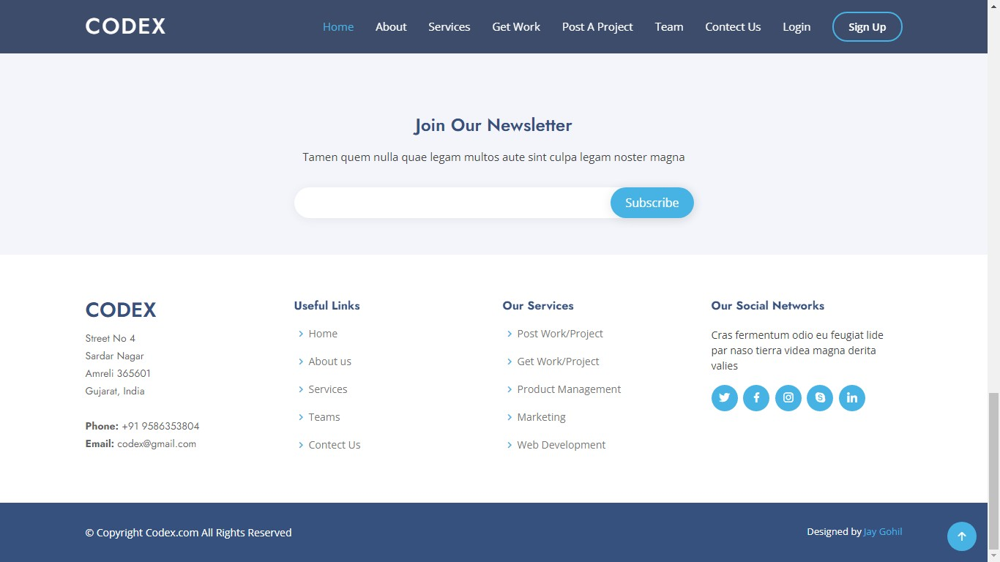 CODEX
Home About Services Get Work Post A Project Team Contect Us Login Sign Up
Join Our Newsletter
Tamen quem nulla quae legam multos aute sint culpa legam noster magna
Subscribe
CODEX
Street No 4
Sardar Nagar
Amreli 365601
Gujarat, India
Phone: +91 9586353804
Email: codex@gmail.com
Useful Links
Home
About us
Services
Teams
Contect Us
Our Services
Post Work/Project
Get Work/Project
Product Management
Marketing
Web Development
Our Social Networks
Cras fermentum odio eu feugiat lide
par naso tierra videa magna derita
valies
© Copyright Codex.com All Rights Reserved
Designed by Jay Gohil